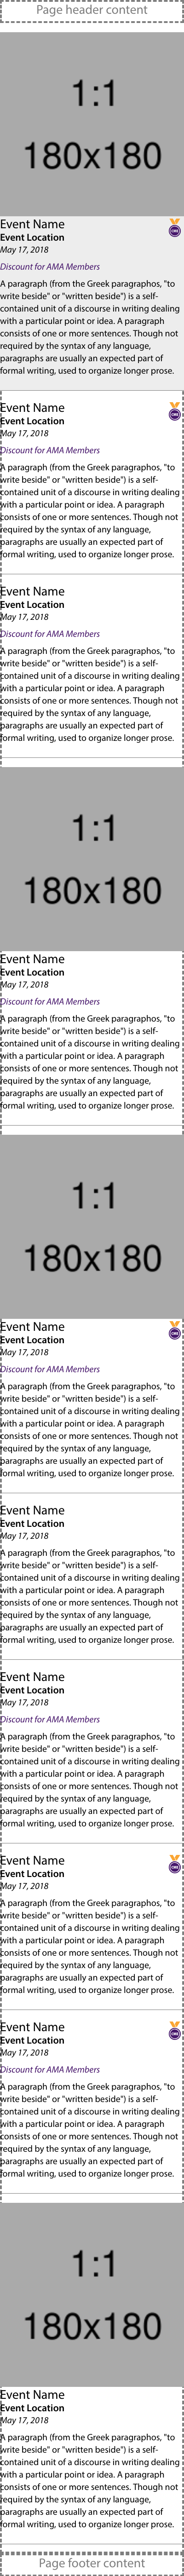 Page header content
1:1
180x180
Event Name
Event Location
May 17, 2018
Discount for AMA Members
A paragraph (from the Greek paragraphos, "to
write beside" or "written beside") is a self-
contained unit of a discourse in writing dealing
with a particular point or idea. A paragraph
consists of one or more sentences. Though not
required by the syntax of any language,
paragraphs are usually an expected part of
formal writing, used to organize longer prose.
Event Name
Event Location
May 17, 2018
Discount for AMA Members
A paragraph (from the Greek paragraphos, "to
write beside" or "written beside") is a self-
contained unit of a discourse in writing dealing
with a particular point or idea. A paragraph
consists of one or more sentences. Though not
required by the syntax of any language,
paragraphs are usually an expected part of
formal writing, used to organize longer prose.
Event Name
Event Location
May 17, 2018
Discount for AMA Members
A paragraph (from the Greek paragraphos, "to
write beside" or "written beside") is a self-
contained unit of a discourse in writing dealing
with a particular point or idea. A paragraph
consists of one or more sentences. Though not
required by the syntax of any language,
paragraphs are usually an expected part of
formal writing, used to organize longer prose.
1:1
180x180
Event Name
Event Location
May 17, 2018
Discount for AMA Members
A paragraph (from the Greek paragraphos, "to
write beside" or "written beside") is a self-
contained unit of a discourse in writing dealing
with a particular point or idea. A paragraph
consists of one or more sentences. Though not
required by the syntax of any language,
paragraphs are usually an expected part of
formal writing, used to organize longer prose.
1:1
180x180
Event Name
Event Location
May 17, 2018
Discount for AMA Members
A paragraph (from the Greek paragraphos, "to
write beside" or "written beside") is a self-
contained unit of a discourse in writing dealing
with a particular point or idea. A paragraph
consists of one or more sentences. Though not
required by the syntax of any language,
paragraphs are usually an expected part of
formal writing, used to organize longer prose.
Event Name
Event Location
May 17, 2018
A paragraph (from the Greek paragraphos, "to
write beside" or "written beside") is a self-
contained unit of a discourse in writing dealing
with a particular point or idea. A paragraph
consists of one or more sentences. Though not
required by the syntax of any language,
paragraphs are usually an expected part of
formal writing, used to organize longer prose.
Event Name
Event Location
May 17, 2018
Discount for AMA Members
A paragraph (from the Greek paragraphos, "to
write beside" or "written beside") is a self-
contained unit of a discourse in writing dealing
with a particular point or idea. A paragraph
consists of one or more sentences. Though not
required by the syntax of any language,
paragraphs are usually an expected part of
formal writing, used to organize longer prose.
Event Name
Event Location
May 17, 2018
A paragraph (from the Greek paragraphos, "to
write beside" or "written beside") is a self-
contained unit of a discourse in writing dealing
with a particular point or idea. A paragraph
consists of one or more sentences. Though not
required by the syntax of any language,
paragraphs are usually an expected part of
formal writing, used to organize longer prose.
Event Name
Event Location
May 17, 2018
Discount for AMA Members
A paragraph (from the Greek paragraphos, "to
write beside" or "written beside") is a self-
contained unit of a discourse in writing dealing
with a particular point or idea. A paragraph
consists of one or more sentences. Though not
required by the syntax of any language,
paragraphs are usually an expected part of
formal writing, used to organize longer prose.
1:1
180x180
Event Name
Event Location
May 17, 2018
A paragraph (from the Greek paragraphos, "to
write beside" or "written beside") is a self-
contained unit of a discourse in writing dealing
with a particular point or idea. A paragraph
consists of one or more sentences. Though not
required by the syntax of any language,
paragraphs are usually an expected part of
formal writing, used to organize longer prose.
Page footer content